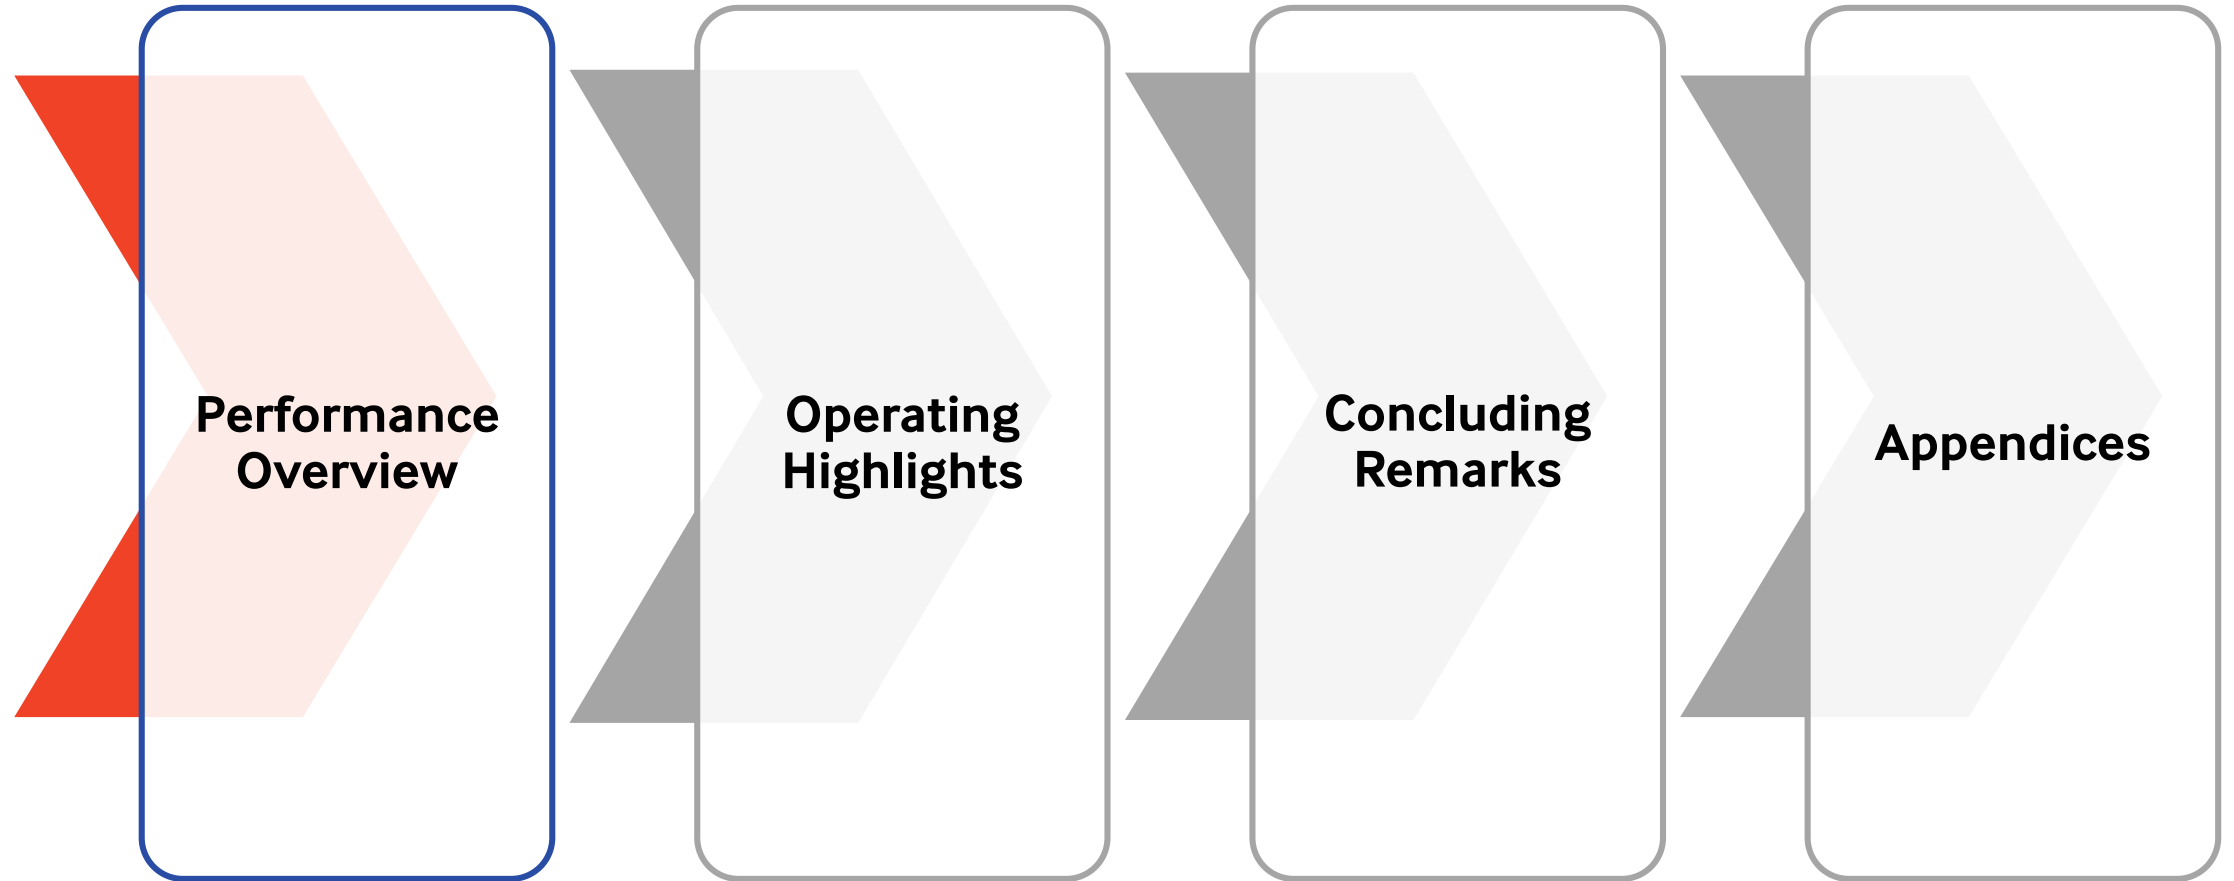 Performance
Overview
Operating
Highlights
Concluding
Remarks
Appendices